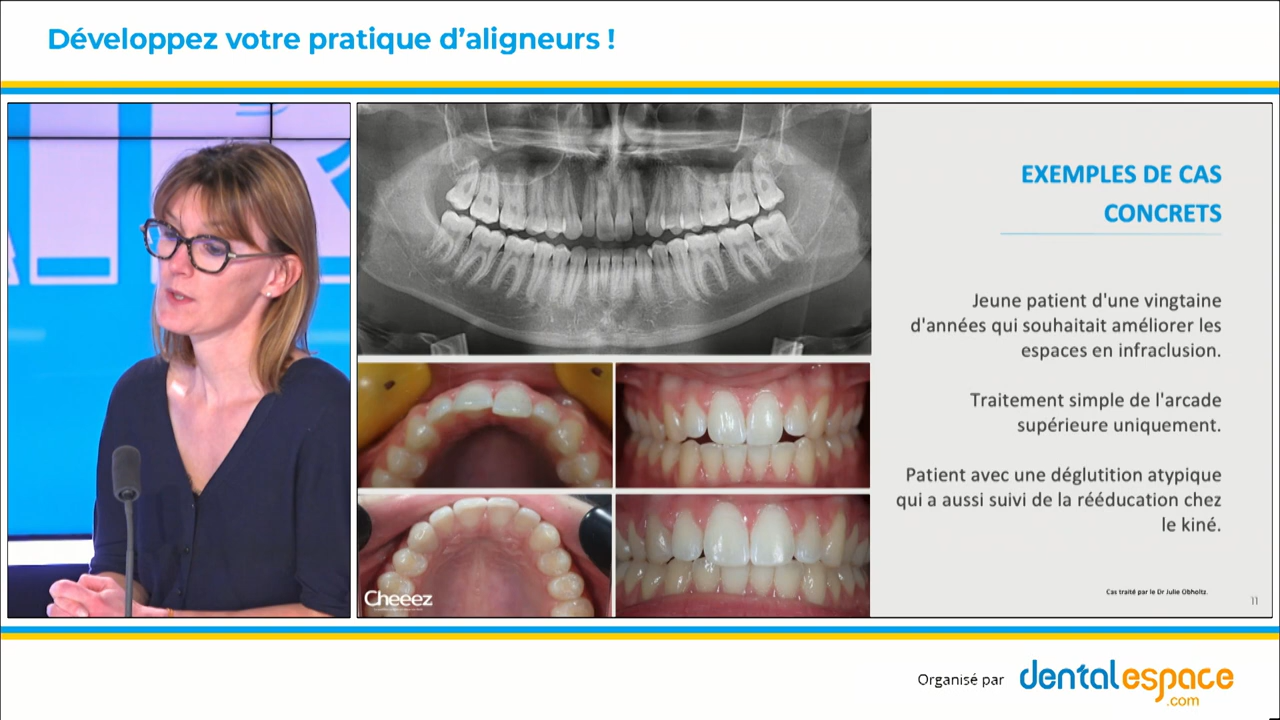 Développez votre pratique d'aligneurs !
EXEMPLES DE CAS
CONCRETS
Jeune patient d'une vingtaine
d'années qui souhaitait améliorer les
espaces en infraclusion.
Traitement simple de l'arcade
supérieure uniquement.
Patient avec une déglutition atypique
qui a aussi suivi de la rééducation chez
le kiné.
Cheeez
Cas traité par le Dr Julie Obholtz.
11
Organisé par
dentalespace
.com